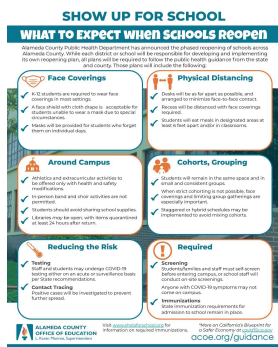 SHOW UP FOR SCHOOL
WHAT TO EXPECT WHEN SCHOOLS REOPEN
Alameda County Public Health Department has announced the phased reopening of schools across
Alameda County. While each district or school will be responsible for developing and implementing
its own reopening plan, all plans will be required to follow the public health guidance from the state
and county. Those plans will include the following:
Face Coverings
K-12 students are required to wear face
coverings in most settings.
A face shield with cloth drape is acceptable for
students unable to wear a mask due to special
circumstances.
Masks will be provided for students who forget
them on individual days.
Physical Distancing
Desks will be as far apart as possible, and
arranged to minimize face-to-face contact.
Recess will be distanced with face coverings
required.
Students will eat meals in designated areas at
least 6 feet apart and/or in classrooms.
Around Campus
Athletics and extracurricular activities to
be offered only with health and safety
modifications.
In-person band and choir activities are not
permitted.
Students should avoid sharing school supplies.
Libraries may be open, with items quarantined
at least 24 hours after return.
Cohorts, Grouping
Students will remain in the same space and in
small and consistent groups.
When strict cohorting is not possible, face
coverings and limiting group gatherings are
especially important.
Staggered or hybrid schedules may be
implemented to avoid mixing cohorts.
Reducing the Risk
Testing
Staff and students may undergo COVID-19
testing either on an acute or surveillance basis
per State recommendations.
Contact Tracing
Positive cases will be investigated to prevent
further spread.
Required
Screening
Students/families and staff must self-screen
before entering campus, or school staff will
conduct on-site screenings.
Anyone with COVID-19 symptoms may not
come on campus.
Immunizations
State immunization requirements for
admission to school remain in place.
ALAMEDA COUNTY
OFFICE OF EDUCATION
L. Karen Monroe, Superintendent
Visit www.shotsforschool.org for
information on required immunizations.
*More on California's Blueprint for
a Safer Economy at covid19.ca.gov
acoe.org/guidance